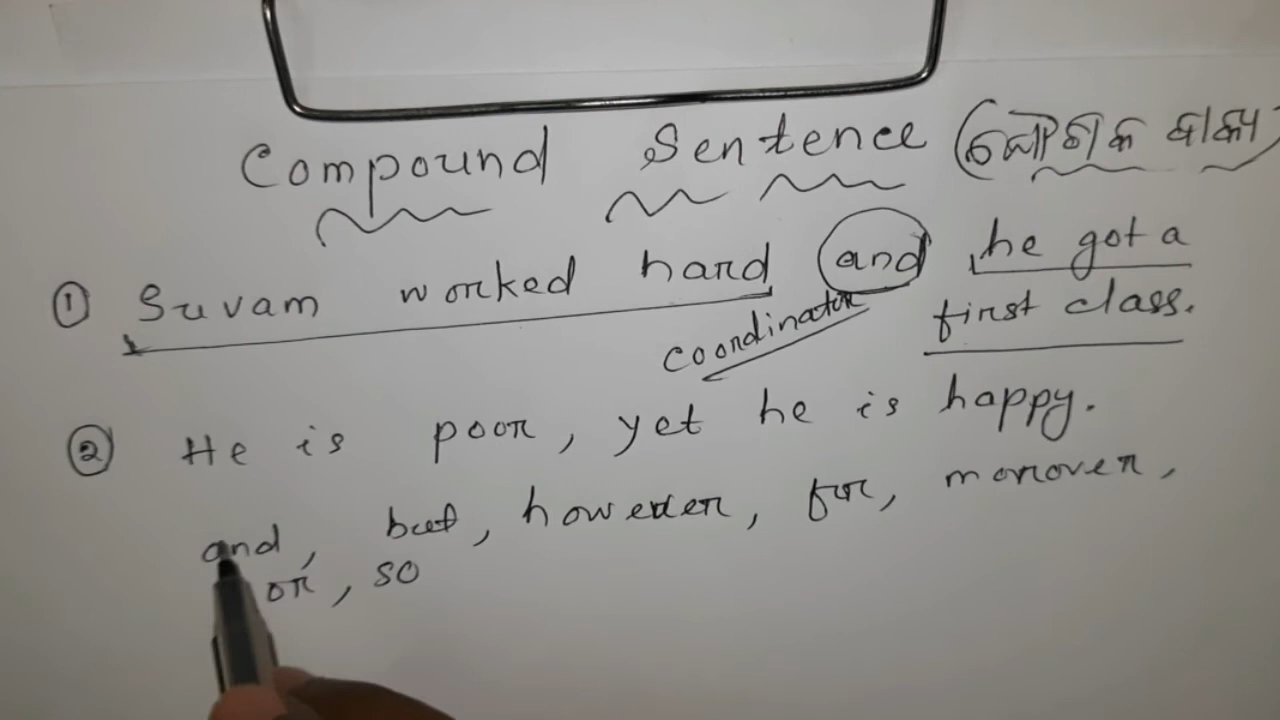 Compound Sentence (ଯୌଗିକ ବାକ୍ୟ)
① Suvam worked hard and he got a
first class.
coordinator
② He is poor, yet he is happy.
and, but, however, for, morover,
or, so